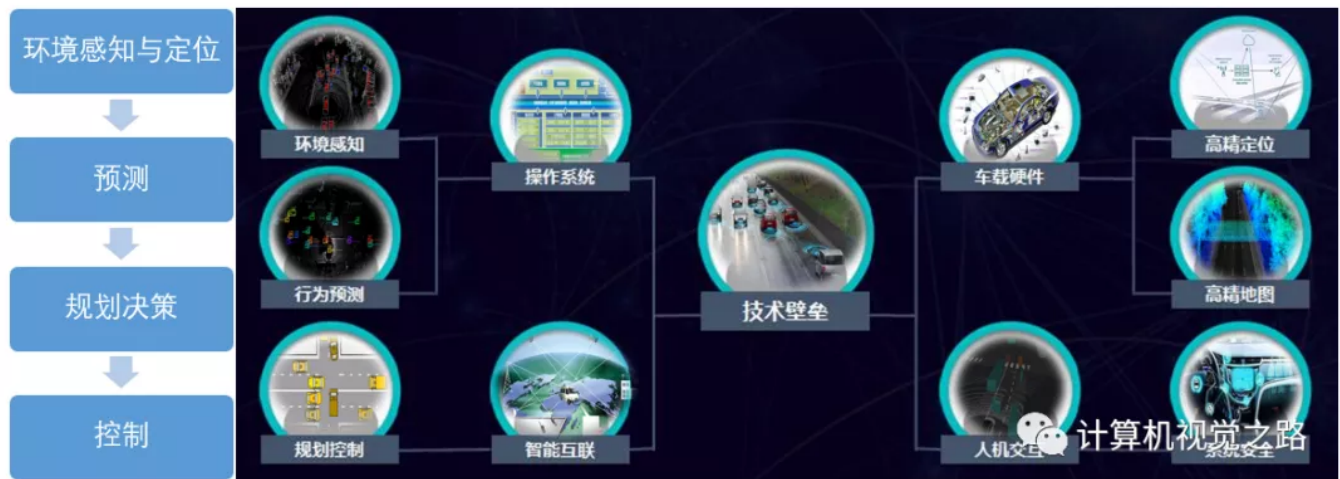 环境感知与定位
预测
规划决策
控制
环境感知
行为预测
规划控制
操作系统
智能互联
技术壁垒
车载硬件
人机交互
高精定位
高精地图
系统安全
计算机视觉之路